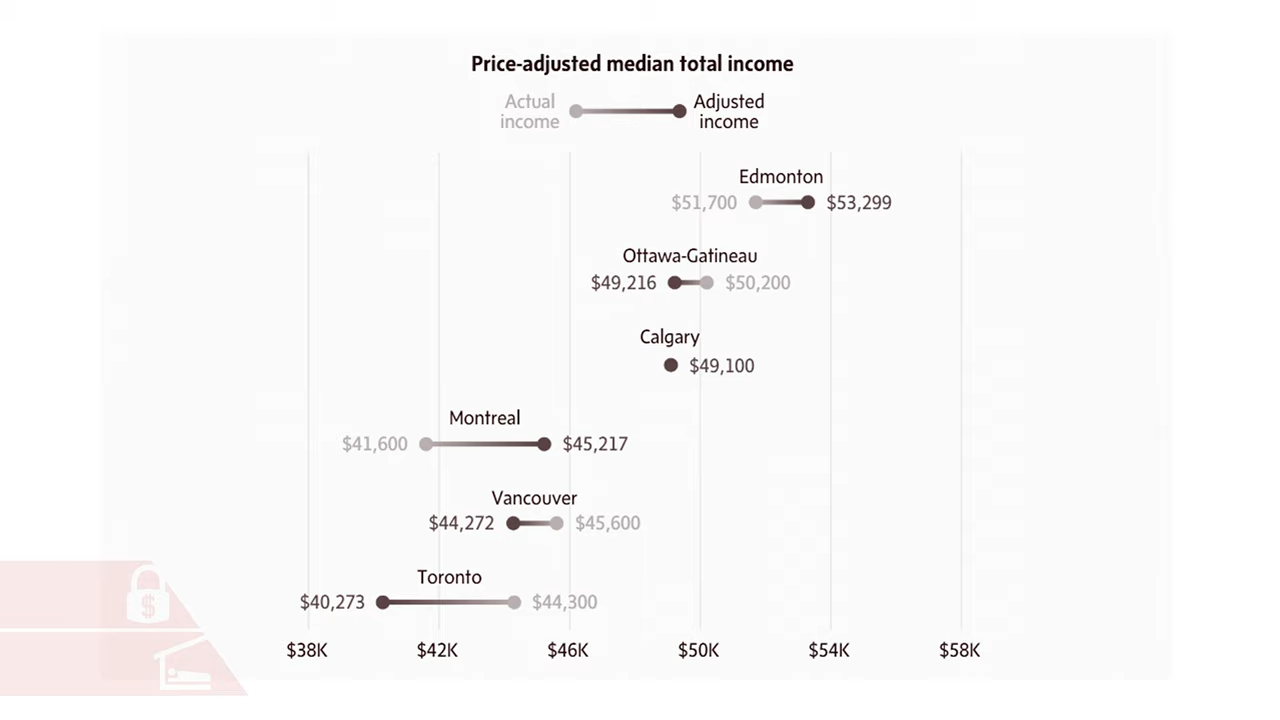 Price-adjusted median total income
Actual income
Adjusted income
Edmonton
$51,700 $53,299
Ottawa-Gatineau
$49,216 $50,200
Calgary
$49,100
Montreal
$41,600 $45,217
Vancouver
$44,272 $45,600
Toronto
$40,273 $44,300
$38K $42K $46K $50K $54K $58K
$